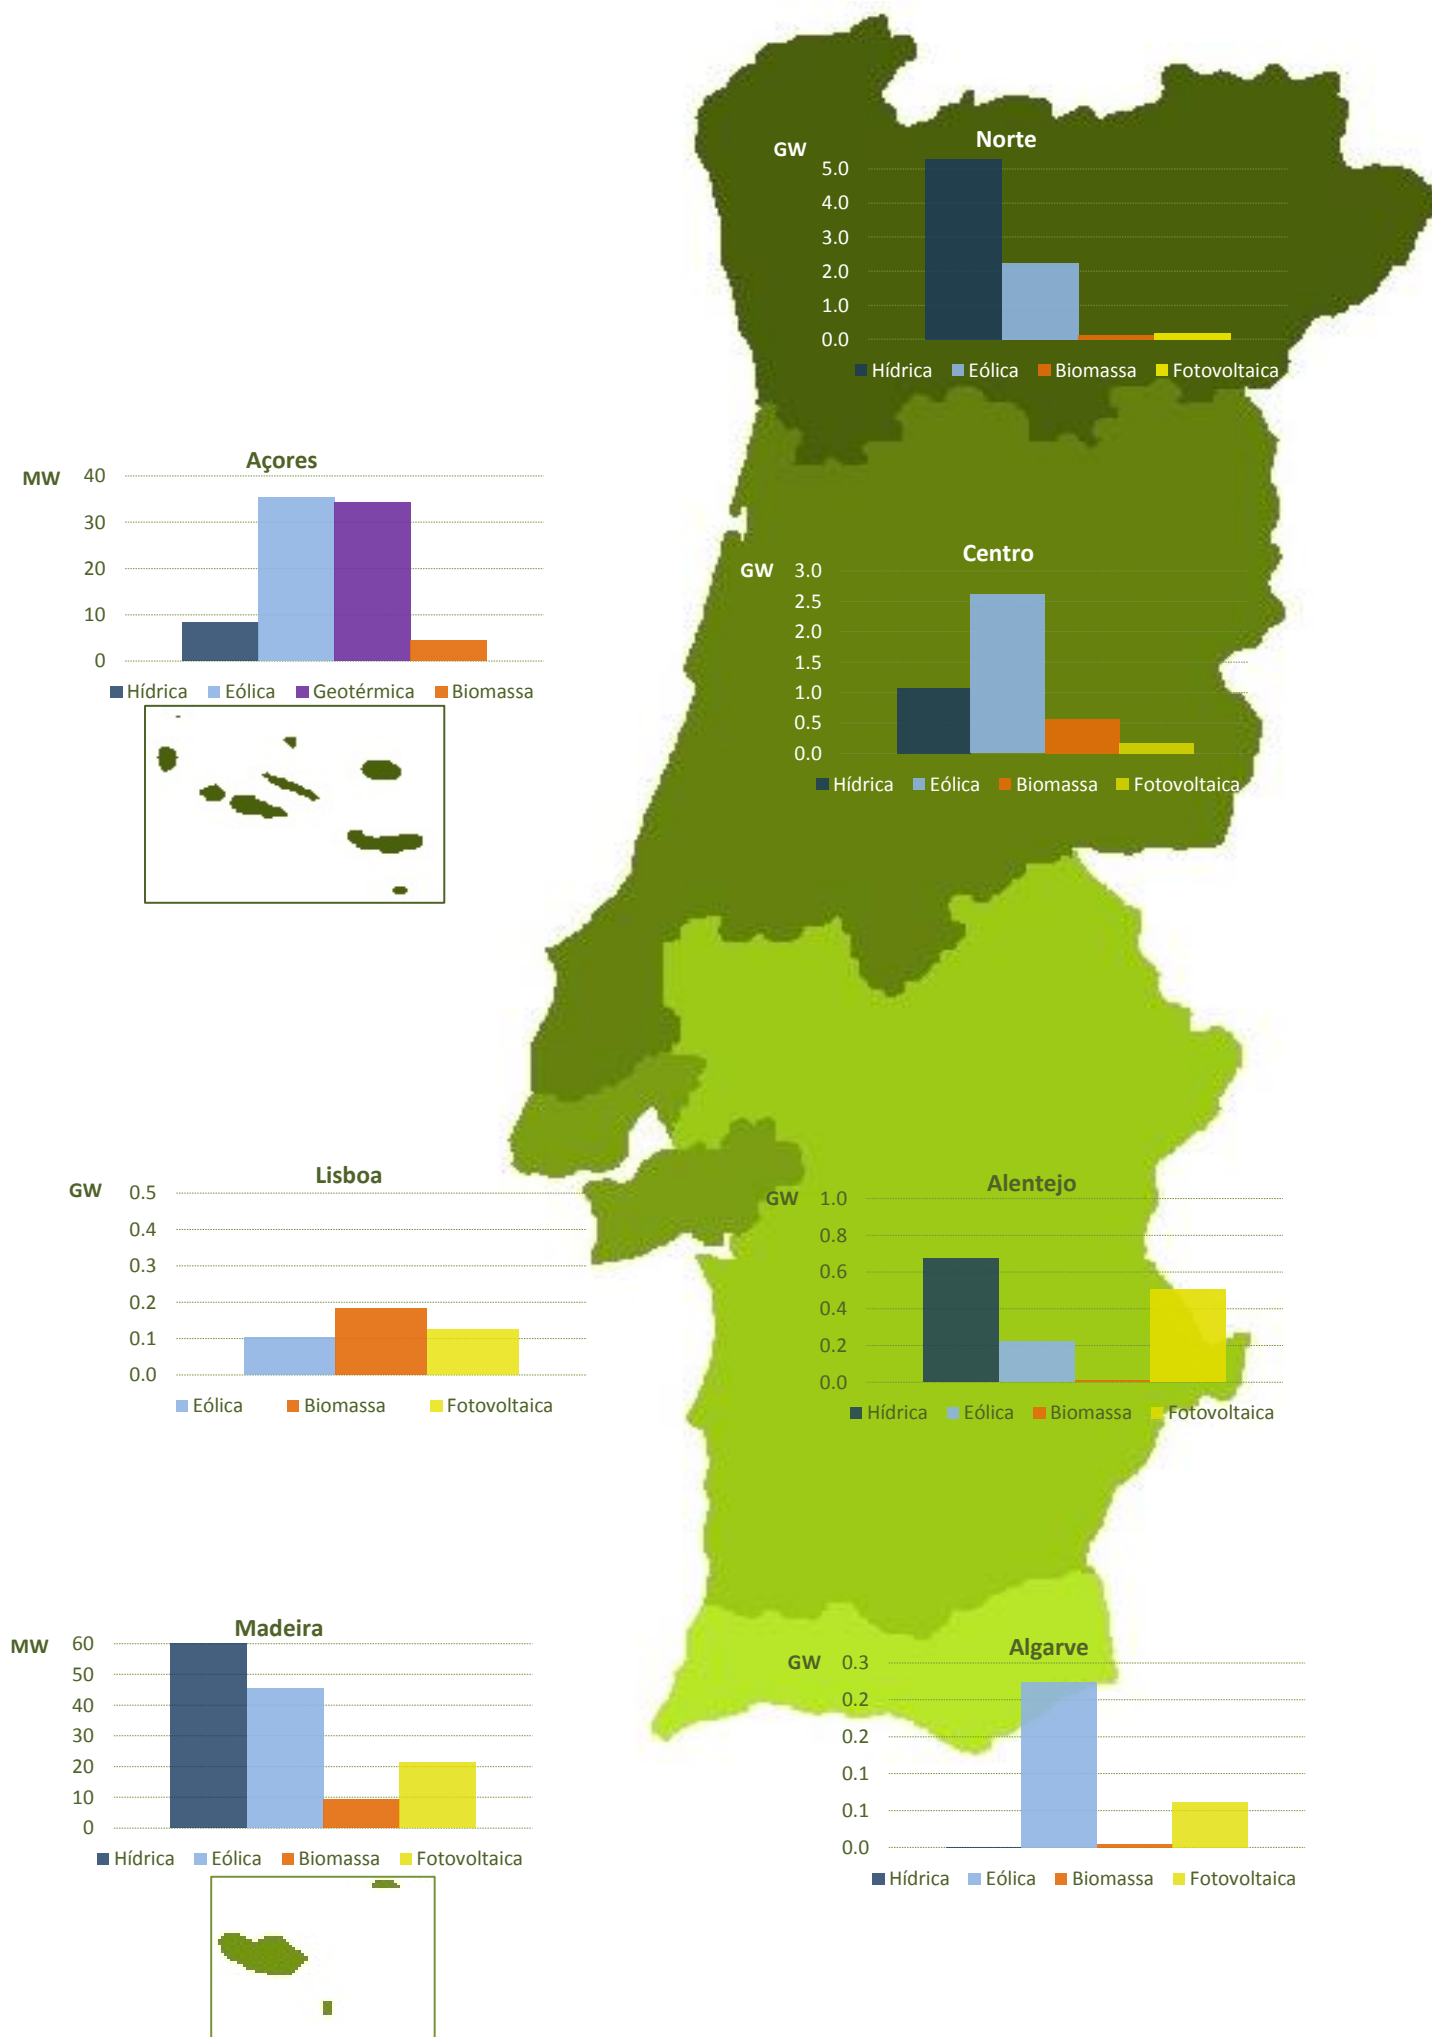 Norte
GW
5.0
4.0
3.0
2.0
1.0
0.0
Hídrica Eólica Biomassa Fotovoltaica
Açores
MW
40
30
20
10
0
Hídrica Eólica Geotérmica Biomassa
Centro
GW
3.0
2.5
2.0
1.5
1.0
0.5
0.0
Hídrica Eólica Biomassa Fotovoltaica
Lisboa
GW
0.5
0.4
0.3
0.2
0.1
0.0
Eólica Biomassa Fotovoltaica
Alentejo
GW
1.0
0.8
0.6
0.4
0.2
0.0
Hídrica Eólica Biomassa Fotovoltaica
Madeira
MW
60
50
40
30
20
10
0
Hídrica Eólica Biomassa Fotovoltaica
Algarve
GW
0.3
0.2
0.2
0.1
0.1
0.0
Hídrica Eólica Biomassa Fotovoltaica